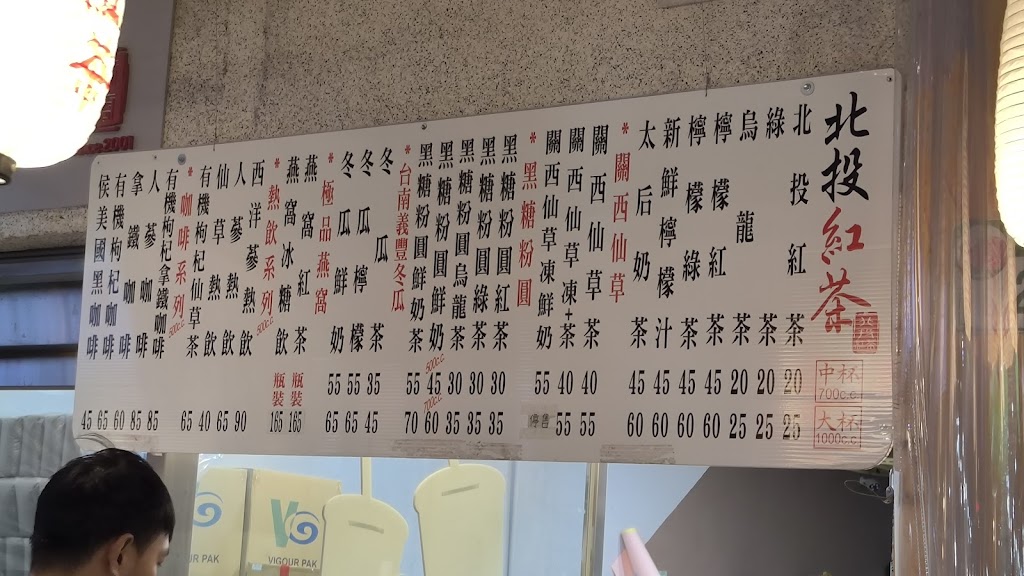 北投紅茶
中杯 700c.c
大杯 1000c.c
北投紅茶 20 25
綠茶 20 25
烏龍茶 20 25
檸檬紅茶 45 60
檸檬綠茶 45 60
新鮮檸檬汁 45 60
太后奶茶 45 60
*關西仙草
關西仙草茶 40 55
關西仙草凍+茶 40 55
關西仙草凍鮮奶 55
*黑糖粉圓
黑糖粉圓紅茶 30 35
黑糖粉圓綠茶 30 35
黑糖粉圓烏龍茶 30 35
黑糖粉圓鮮奶 500c.c 45 700c.c 60
黑糖粉圓鮮奶茶 55 70
*台南義豐冬瓜
冬瓜茶 35 45
冬瓜檸檬 55 65
冬瓜鮮奶 55 65
*極品燕窩
燕窩紅茶 瓶裝 165
燕窩冰糖飲 瓶裝 165
*熱飲系列 500c.c
西洋蔘熱飲 90
人蔘熱飲 65
仙草熱飲 40
有機枸杞仙草茶 65
*咖啡系列 500c.c
有機枸杞拿鐵咖啡 85
人蔘咖啡 85
拿鐵咖啡 60
有機枸杞黑咖啡 65
侯美國黑咖啡 45
VIGOUR PAK
OUR PAK